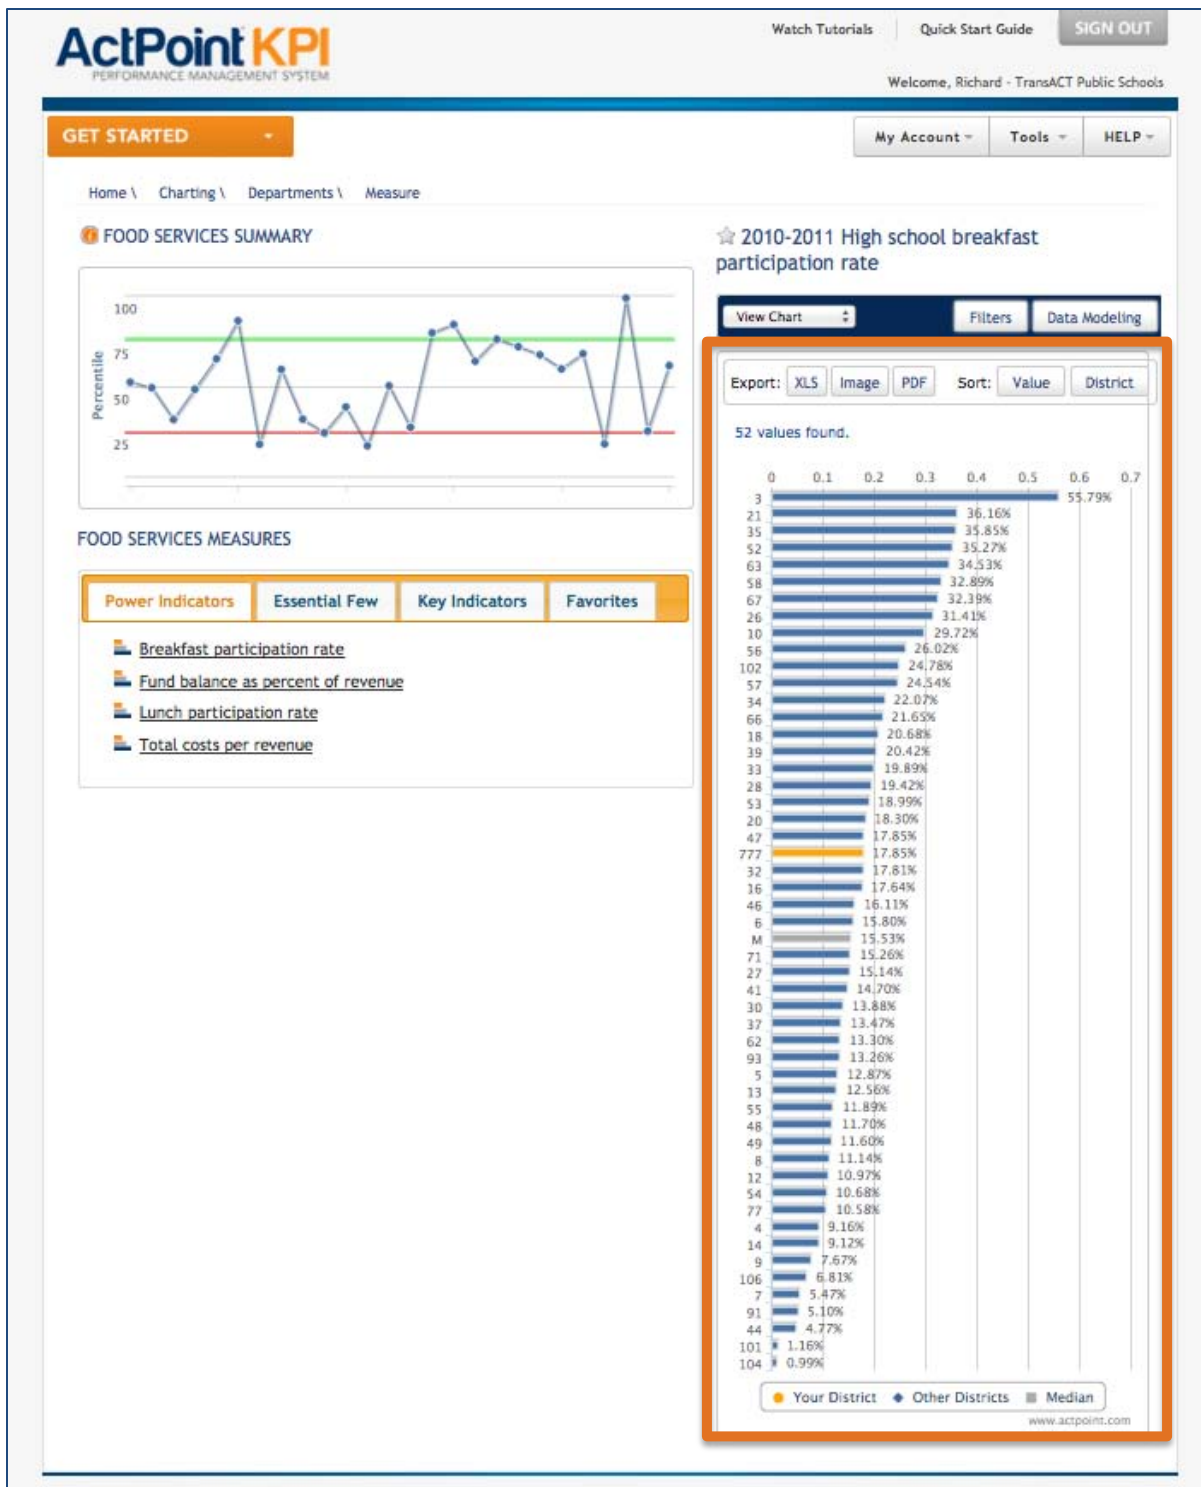 ActPoint KPI
PERFORMANCE MANAGEMENT SYSTEM
Watch Tutorials
Quick Start Guide
SIGN OUT
Welcome, Richard - TransACT Public Schools
GET STARTED
My Account
Tools
HELP
Home \ Charting \ Departments \ Measure
FOOD SERVICES SUMMARY
100
75
50
25
Percentile
FOOD SERVICES MEASURES
Power Indicators
Essential Few
Key Indicators
Favorites
Breakfast participation rate
Fund balance as percent of revenue
Lunch participation rate
Total costs per revenue
2010-2011 High school breakfast
participation rate
View Chart
Filters
Data Modeling
Export: XLS Image PDF Sort: Value District
52 values found.
0 0.1 0.2 0.3 0.4 0.5 0.6 0.7
3 55.79%
21 36.16%
35 35.85%
52 35.27%
63 34.53%
58 32.89%
67 32.39%
26 31.41%
10 29.72%
56 26.02%
102 24.78%
57 24.54%
34 22.07%
66 21.65%
18 20.68%
39 20.42%
33 19.89%
28 19.42%
53 18.99%
20 18.30%
47 17.85%
777 17.85%
32 17.81%
16 17.64%
46 16.11%
6 15.80%
M 15.53%
71 15.26%
27 15.14%
41 14.70%
30 13.88%
37 13.47%
62 13.30%
93 13.26%
5 12.87%
13 12.56%
55 11.89%
48 11.70%
49 11.60%
8 11.14%
12 10.97%
54 10.68%
77 10.58%
4 9.16%
14 9.12%
9 7.67%
106 6.81%
7 5.47%
91 5.10%
44 4.77%
101 1.16%
104 0.99%
Your District Other Districts Median
www.actpoint.com